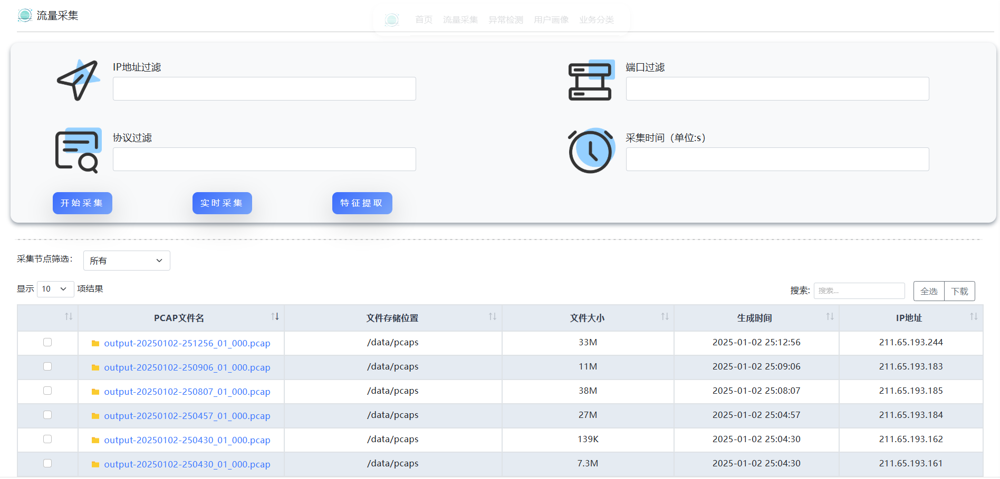 流量采集
首页 流量采集 异常检测 用户画像 业务分类
IP地址过滤
端口过滤
协议过滤
采集时间（单位:s）
开始采集 实时采集 特征提取
采集节点筛选： 所有
显示 10 项结果
搜索: 搜索... 全选 下载
PCAP文件名 文件存储位置 文件大小 生成时间 IP地址
output-20250102-251256_01_000.pcap /data/pcaps 33M 2025-01-02 25:12:56 211.65.193.244
output-20250102-250906_01_000.pcap /data/pcaps 11M 2025-01-02 25:09:06 211.65.193.183
output-20250102-250807_01_000.pcap /data/pcaps 38M 2025-01-02 25:08:07 211.65.193.185
output-20250102-250457_01_000.pcap /data/pcaps 27M 2025-01-02 25:04:57 211.65.193.184
output-20250102-250430_01_000.pcap /data/pcaps 139K 2025-01-02 25:04:30 211.65.193.162
output-20250102-250430_01_000.pcap /data/pcaps 7.3M 2025-01-02 25:04:30 211.65.193.161